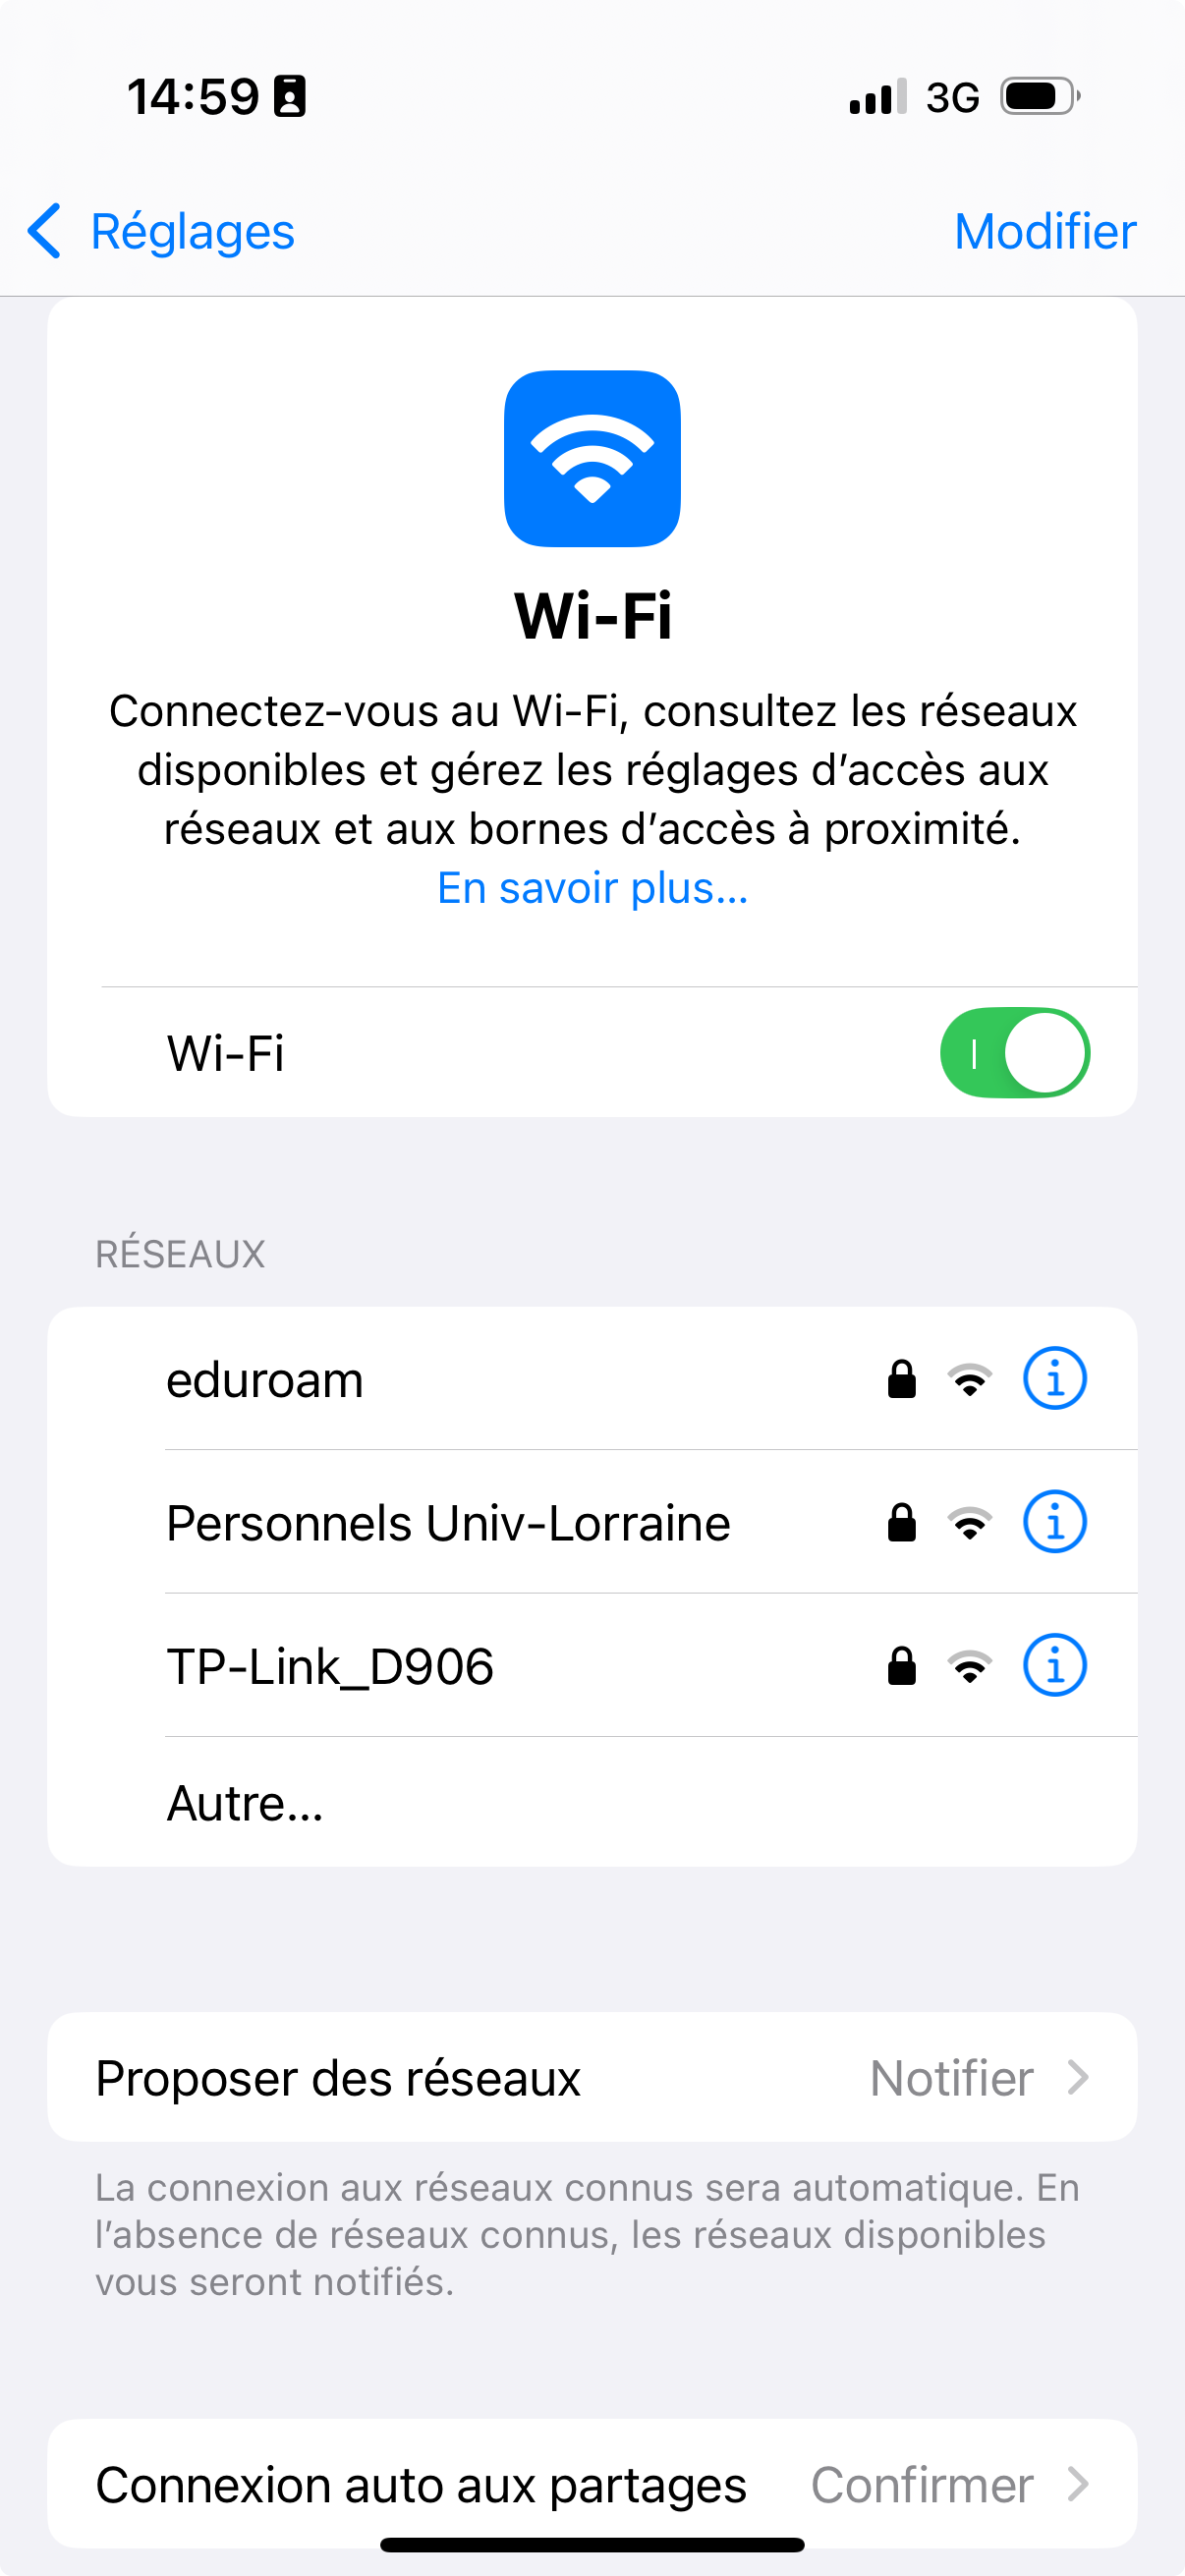 14:59 3G
Réglages Modifier
Wi-Fi
Connectez-vous au Wi-Fi, consultez les réseaux
disponibles et gérez les réglages d’accès aux
réseaux et aux bornes d’accès à proximité.
En savoir plus...
Wi-Fi
RÉSEAUX
eduroam
Personnels Univ-Lorraine
TP-Link_D906
Autre...
Proposer des réseaux Notifier
La connexion aux réseaux connus sera automatique. En
l’absence de réseaux connus, les réseaux disponibles
vous seront notifiés.
Connexion auto aux partages Confirmer